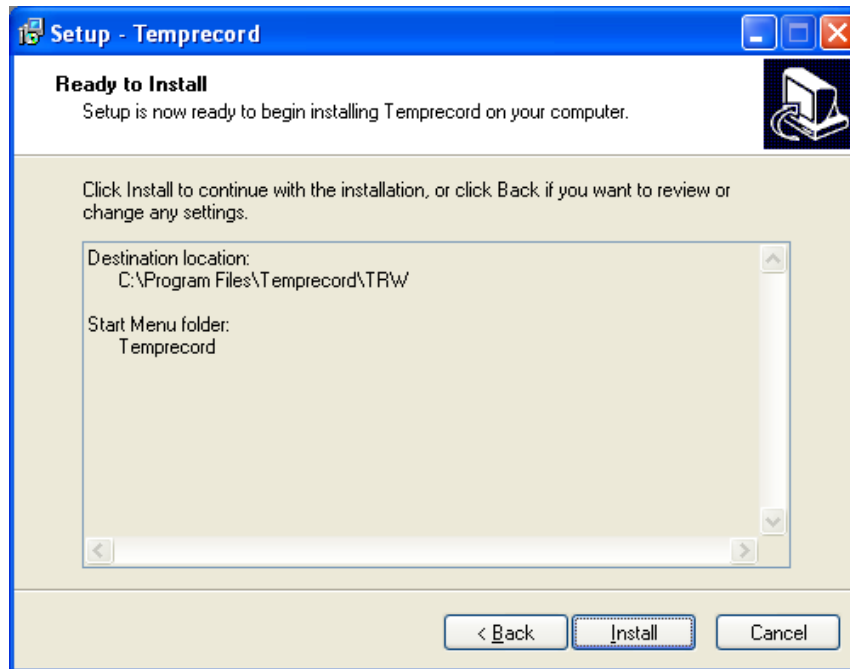 Setup - Temprecord
Ready to Install
Setup is now ready to begin installing Temprecord on your computer.
Click Install to continue with the installation, or click Back if you want to review or
change any settings.
Destination location:
C:\Program Files\Temprecord\TRW
Start Menu folder:
Temprecord
< Back
Install
Cancel